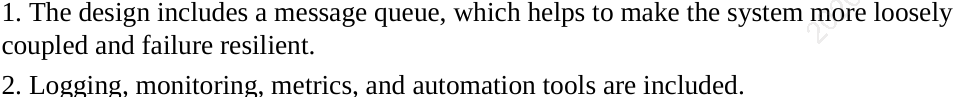 1. The design includes a message queue, which helps to make the system more loosely
coupled and failure resilient.
2. Logging, monitoring, metrics, and automation tools are included.